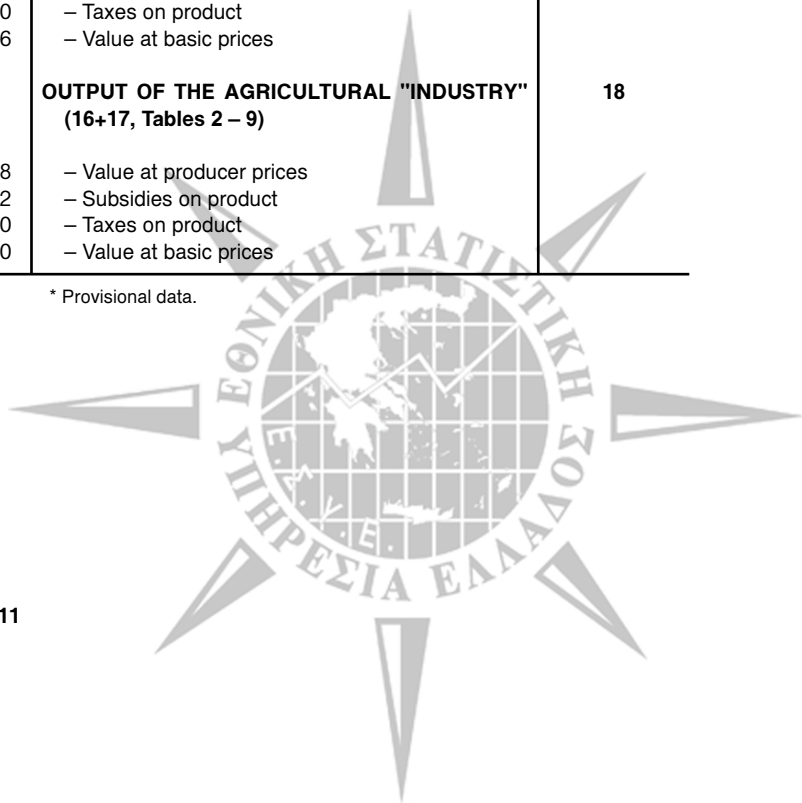 0 – Taxes on product
6 – Value at basic prices
OUTPUT OF THE AGRICULTURAL "INDUSTRY" 18
(16+17, Tables 2 – 9)
8 – Value at producer prices
2 – Subsidies on product
0 – Taxes on product
0 – Value at basic prices
* Provisional data.
ΕΘΝΙΚΗ ΣΤΑΤΙΣΤΙΚΗ
ΥΠΗΡΕΣΙΑ ΕΛΛΑΔΟΣ
Ε.Σ.Υ.Ε.
11